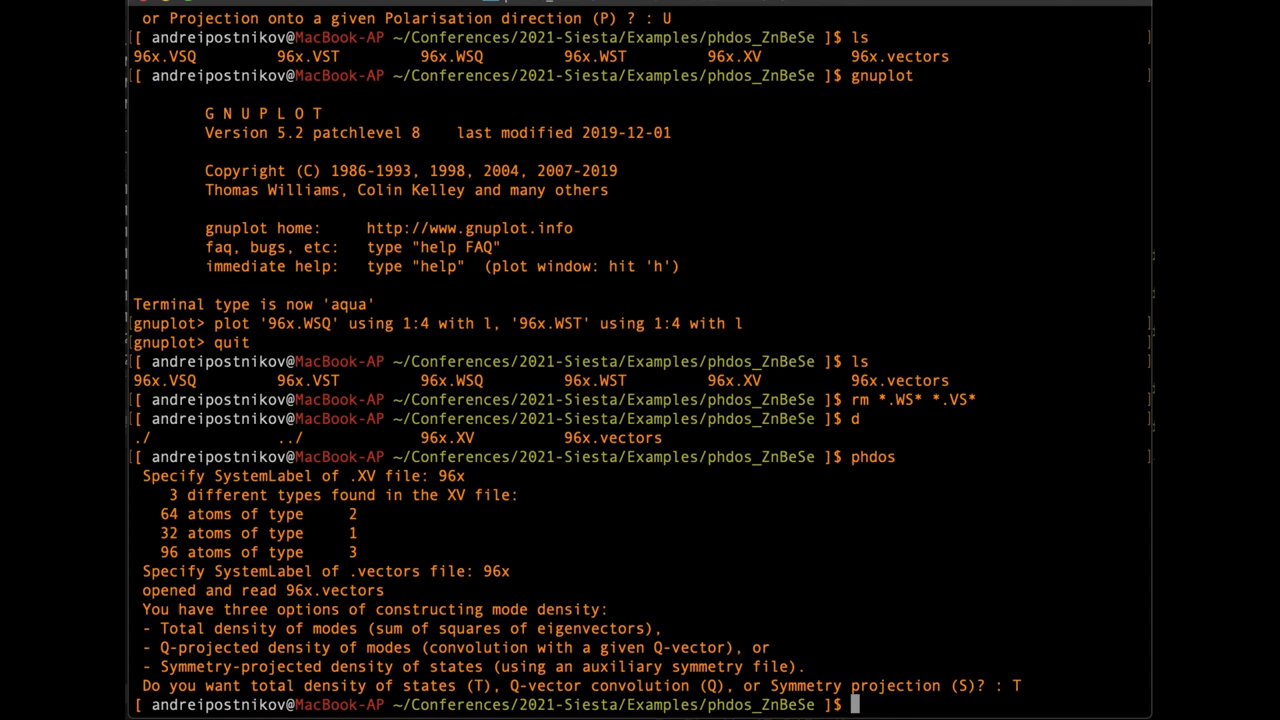 or Projection onto a given Polarisation direction (P) ? : U
[ andreipostnikov@MacBook-AP ~/Conferences/2021-Siesta/Examples/phdos_ZnBeSe ]$ ls
96x.VSQ 96x.VST 96x.WSQ 96x.WST 96x.XV 96x.vectors
[ andreipostnikov@MacBook-AP ~/Conferences/2021-Siesta/Examples/phdos_ZnBeSe ]$ gnuplot
G N U P L O T
Version 5.2 patchlevel 8 last modified 2019-12-01
Copyright (C) 1986-1993, 1998, 2004, 2007-2019
Thomas Williams, Colin Kelley and many others
gnuplot home: http://www.gnuplot.info
faq, bugs, etc: type "help FAQ"
immediate help: type "help" (plot window: hit 'h')
Terminal type is now 'aqua'
gnuplot> plot '96x.WSQ' using 1:4 with l, '96x.WST' using 1:4 with l
gnuplot> quit
[ andreipostnikov@MacBook-AP ~/Conferences/2021-Siesta/Examples/phdos_ZnBeSe ]$ ls
96x.VSQ 96x.VST 96x.WSQ 96x.WST 96x.XV 96x.vectors
[ andreipostnikov@MacBook-AP ~/Conferences/2021-Siesta/Examples/phdos_ZnBeSe ]$ rm *.WS* *.VS*
[ andreipostnikov@MacBook-AP ~/Conferences/2021-Siesta/Examples/phdos_ZnBeSe ]$ d
./ ../ 96x.XV 96x.vectors
[ andreipostnikov@MacBook-AP ~/Conferences/2021-Siesta/Examples/phdos_ZnBeSe ]$ phdos
Specify SystemLabel of .XV file: 96x
3 different types found in the XV file:
64 atoms of type 2
32 atoms of type 1
96 atoms of type 3
Specify SystemLabel of .vectors file: 96x
opened and read 96x.vectors
You have three options of constructing mode density:
- Total density of modes (sum of squares of eigenvectors),
- Q-projected density of modes (convolution with a given Q-vector), or
- Symmetry-projected density of states (using an auxiliary symmetry file).
Do you want total density of states (T), Q-vector convolution (Q), or Symmetry projection (S)? : T
[ andreipostnikov@MacBook-AP ~/Conferences/2021-Siesta/Examples/phdos_ZnBeSe ]$